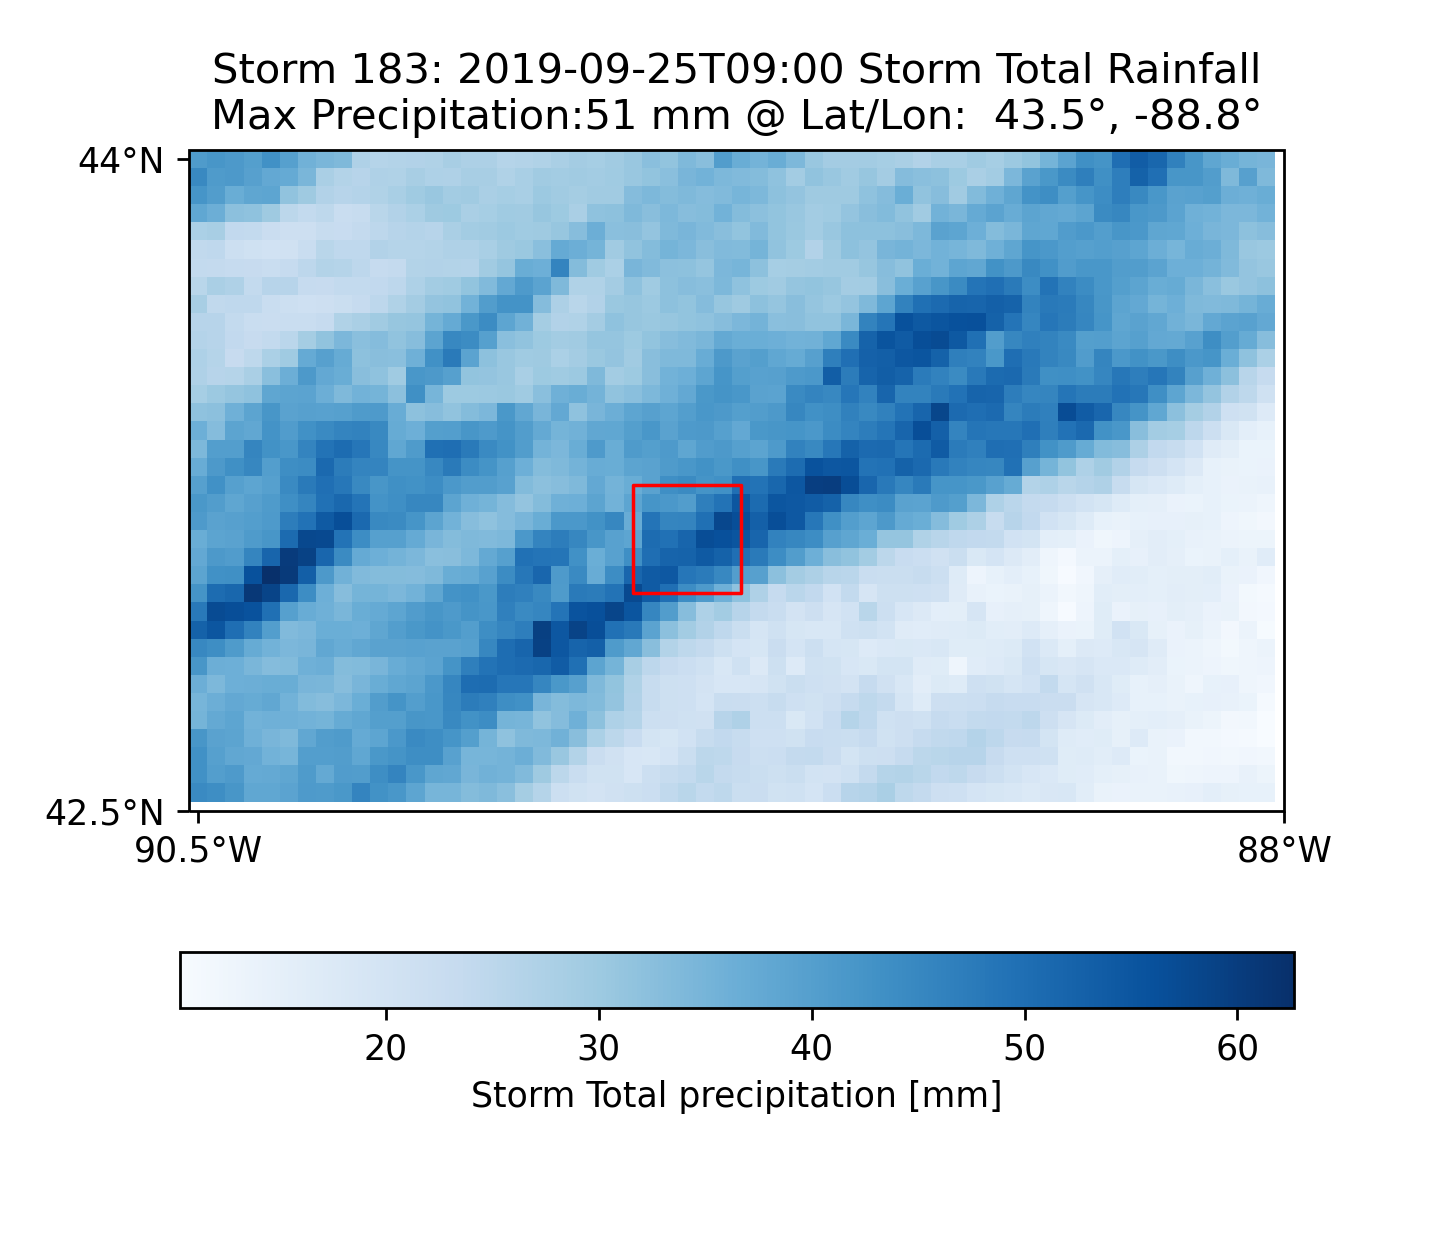 Storm 183: 2019-09-25T09:00 Storm Total Rainfall
Max Precipitation:51 mm @ Lat/Lon:  43.5°, -88.8°
44°N
42.5°N
90.5°W 88°W
20 30 40 50 60
Storm Total precipitation [mm]